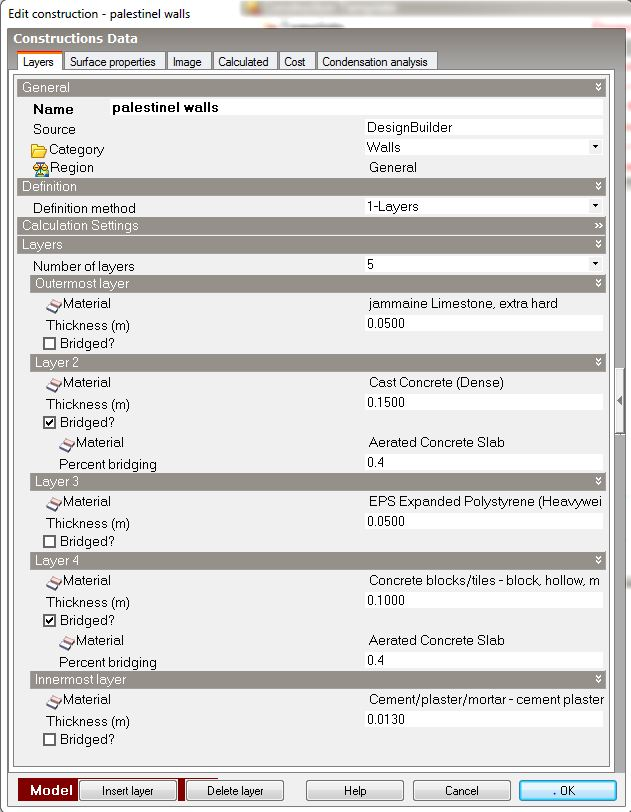 Edit construction - palestinel walls
Constructions Data
Layers Surface properties Image Calculated Cost Condensation analysis
General
Name palestinel walls
Source DesignBuilder
Category Walls
Region General
Definition
Definition method 1-Layers
Calculation Settings
Layers
Number of layers 5
Outermost layer
Material jammaine Limestone, extra hard
Thickness (m) 0.0500
Bridged?
Layer 2
Material Cast Concrete (Dense)
Thickness (m) 0.1500
Bridged?
Material Aerated Concrete Slab
Percent bridging 0.4
Layer 3
Material EPS Expanded Polystyrene (Heavywei
Thickness (m) 0.0500
Bridged?
Layer 4
Material Concrete blocks/tiles - block, hollow, m
Thickness (m) 0.1000
Bridged?
Material Aerated Concrete Slab
Percent bridging 0.4
Innermost layer
Material Cement/plaster/mortar - cement plaster
Thickness (m) 0.0130
Bridged?
Model Insert layer Delete layer Help Cancel . OK